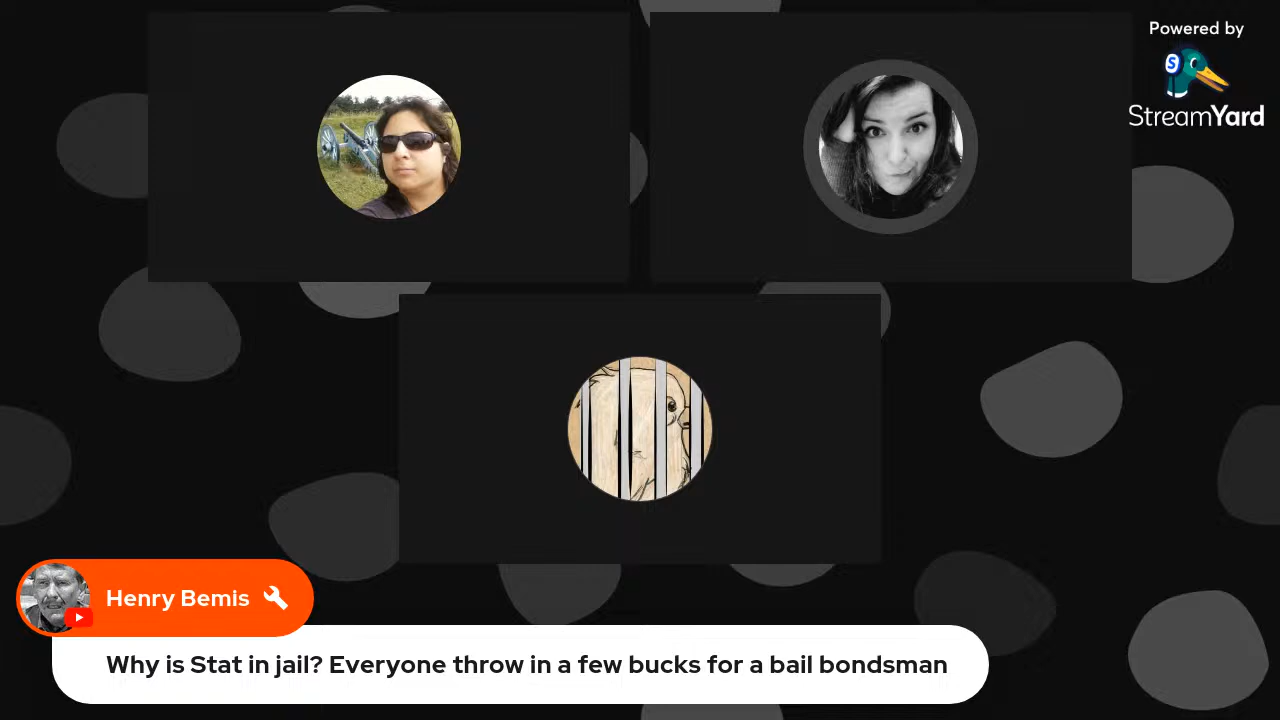 Powered by
S
StreamYard
Henry Bemis
Why is Stat in jail? Everyone throw in a few bucks for a bail bondsman